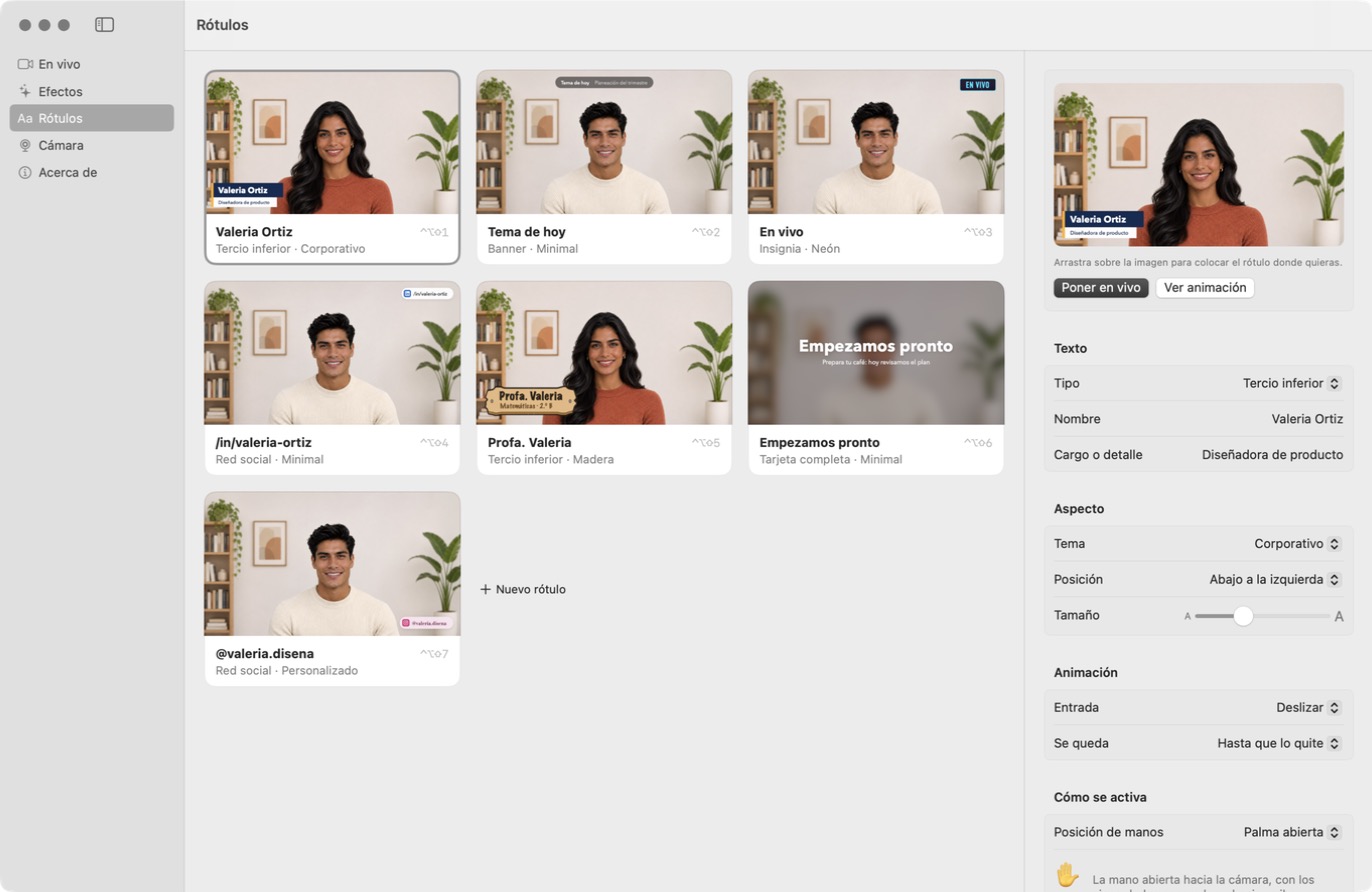 Rótulos
En vivo
Efectos
Aa Rótulos
Cámara
Acerca de
Valeria Ortiz
Diseñadora de producto
Valeria Ortiz ⌃⌥⇧1
Tercio inferior · Corporativo
Tema de hoy Planeación del trimestre
Tema de hoy ⌃⌥⇧2
Banner · Minimal
EN VIVO
En vivo ⌃⌥⇧3
Insignia · Neón
/in/valeria-ortiz
/in/valeria-ortiz ⌃⌥⇧4
Red social · Minimal
Profa. Valeria
Matemáticas · 2.º B
Profa. Valeria ⌃⌥⇧5
Tercio inferior · Madera
Empezamos pronto
Prepara tu café: hoy revisamos el plan
Empezamos pronto ⌃⌥⇧6
Tarjeta completa · Minimal
@valeria.disena
@valeria.disena ⌃⌥⇧7
Red social · Personalizado
+ Nuevo rótulo
Valeria Ortiz
Diseñadora de producto
Arrastra sobre la imagen para colocar el rótulo donde quieras.
Poner en vivo Ver animación
Texto
Tipo Tercio inferior
Nombre Valeria Ortiz
Cargo o detalle Diseñadora de producto
Aspecto
Tema Corporativo
Posición Abajo a la izquierda
Tamaño A A
Animación
Entrada Deslizar
Se queda Hasta que lo quite
Cómo se activa
Posición de manos Palma abierta
La mano abierta hacia la cámara, con los